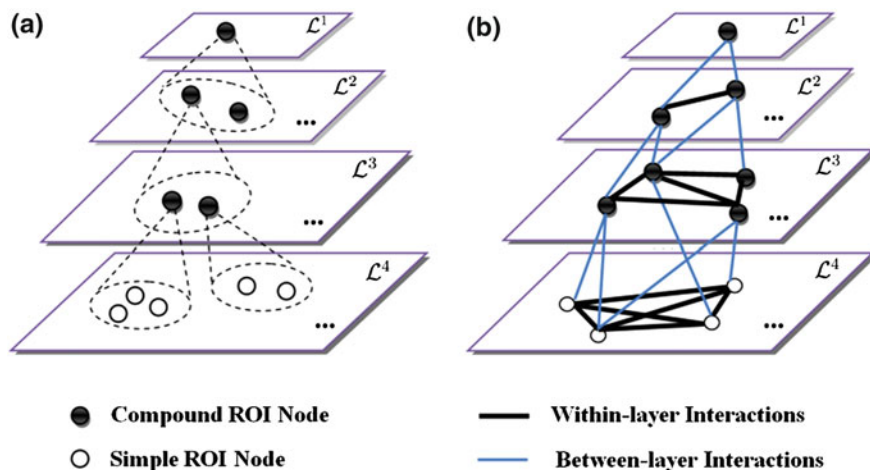 (a)
ℒ¹
ℒ²
...
ℒ³
...
ℒ⁴
...
(b)
ℒ¹
ℒ²
...
ℒ³
...
ℒ⁴
...
Compound ROI Node
Simple ROI Node
Within-layer Interactions
Between-layer Interactions